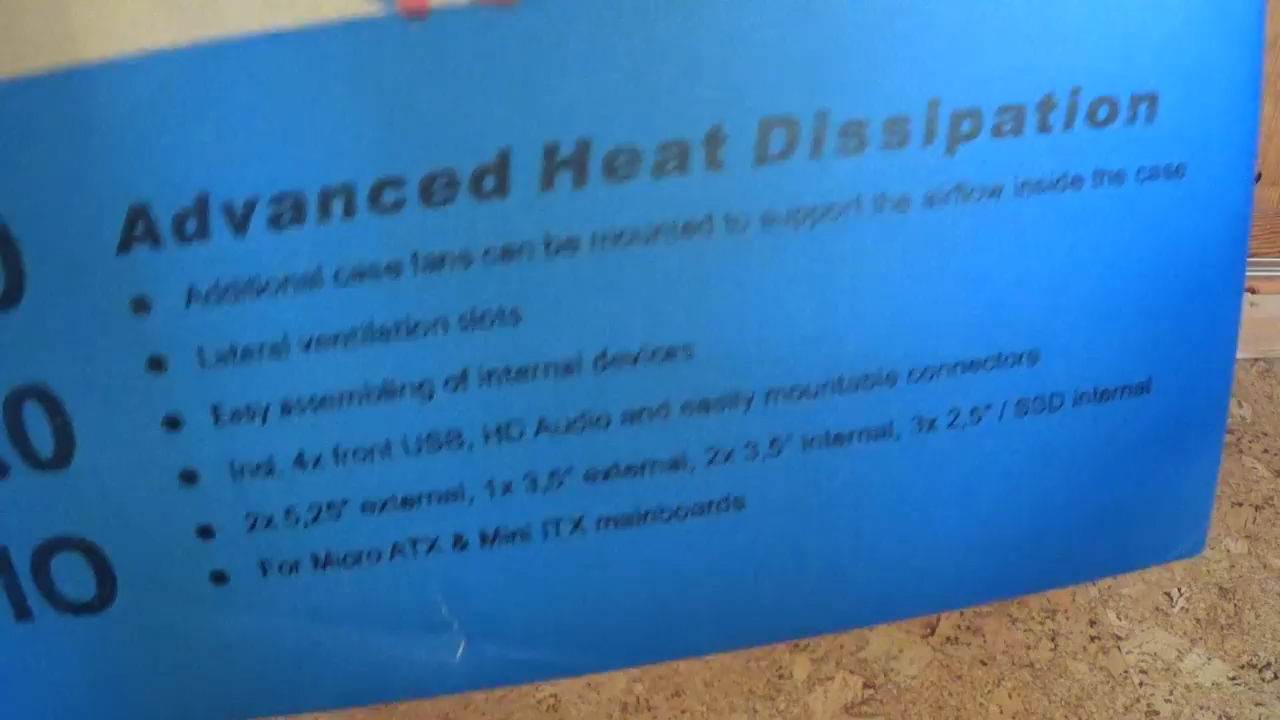 Advanced Heat Dissipation
● Additional case fans can be mounted to support the airflow inside the case
● Lateral ventilation slots
● Easy assembling of internal devices
● Incl. 4x front USB, HD Audio and easily mountable connectors
● 2x 5,25" external, 1x 3,5" external, 2x 3,5" internal, 3x 2,5" / SSD internal
● For Micro ATX & Mini ITX mainboards